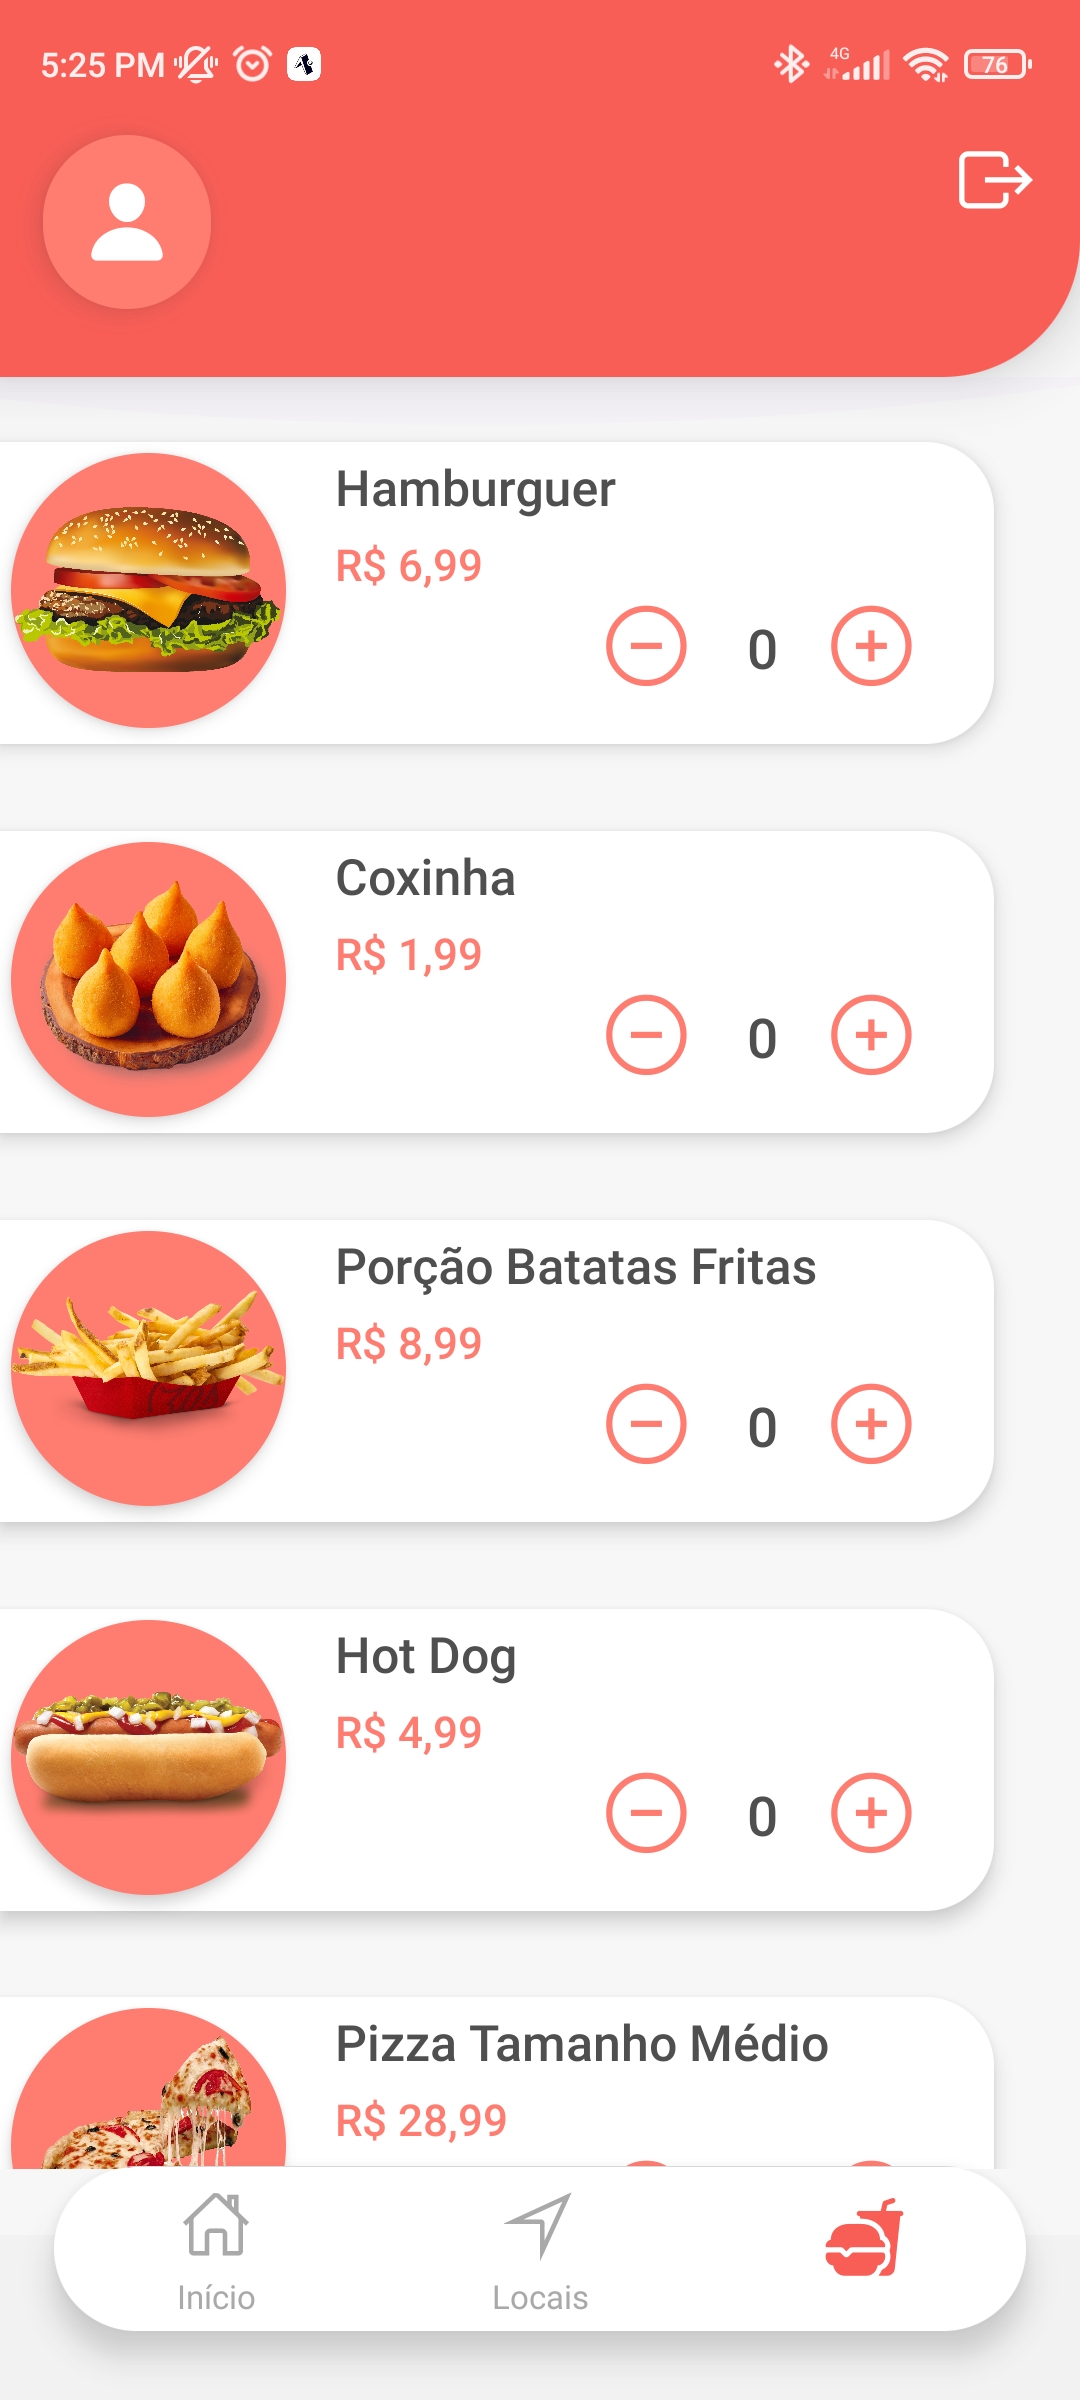 5:25 PM
4G
76
Hamburguer
R$ 6,99
0
Coxinha
R$ 1,99
0
Porção Batatas Fritas
R$ 8,99
0
Hot Dog
R$ 4,99
0
Pizza Tamanho Médio
R$ 28,99
Início
Locais